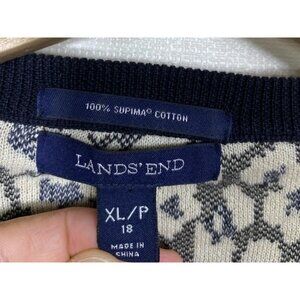 100% SUPIMA® COTTON
LANDS' END
XL/P
18
MADE IN
CHINA